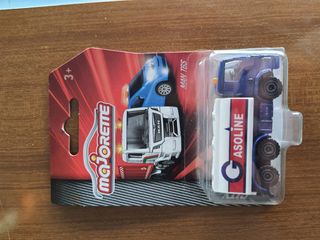 3+
MAN TGS
MAJORETTE
GASOLINE